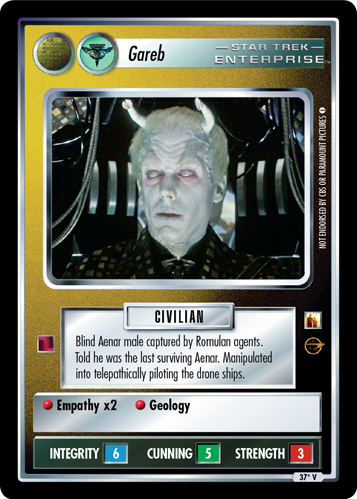 Gareb
STAR TREK
ENTERPRISE™
NOT ENDORSED BY CBS OR PARAMOUNT PICTURES
CIVILIAN
Blind Aenar male captured by Romulan agents.
Told he was the last surviving Aenar. Manipulated
into telepathically piloting the drone ships.
Empathy x2 Geology
INTEGRITY 6 CUNNING 5 STRENGTH 3
37* V